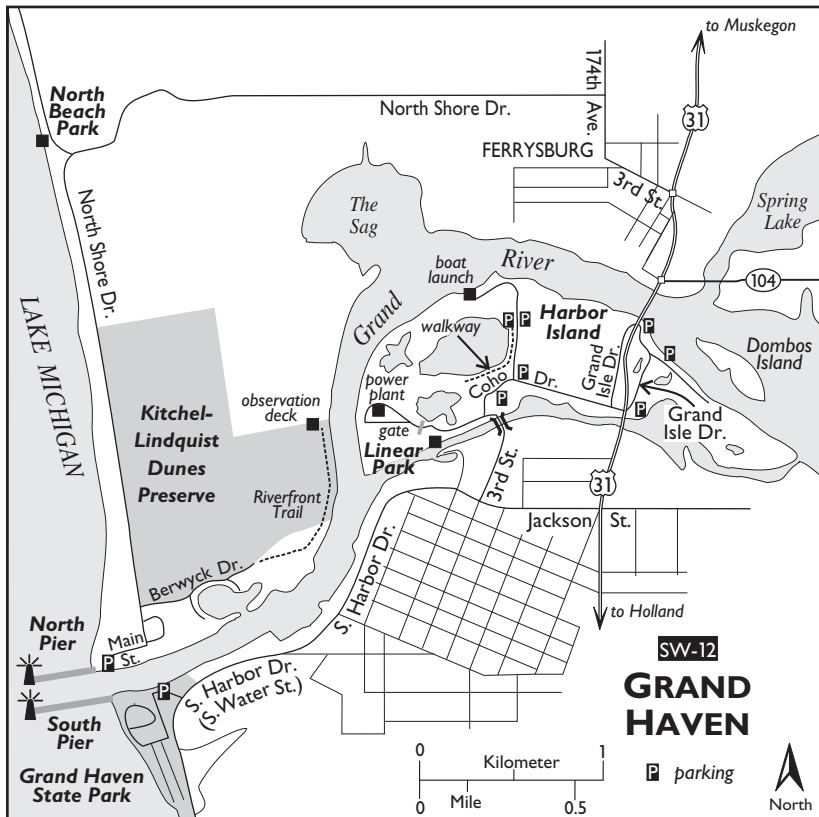 to Muskegon
North
Beach
Park
North Shore Dr.
174th Ave.
31
FERRYSBURG
3rd St.
The
Sag
Spring
Lake
North Shore Dr.
boat
launch
River
104
LAKE MICHIGAN
Grand
walkway
P
P
Harbor
Island
P
P
Dombos
Island
Grand
Isle Dr.
Coho Dr.
P
P
P
Grand
Isle Dr.
power
plant
gate
observation
deck
Linear
Park
Kitchel-
Lindquist
Dunes
Preserve
Riverfront
Trail
3rd St.
31
Jackson St.
Berwyck Dr.
S. Harbor Dr.
to Holland
North
Pier
Main
St.
P
P
S. Harbor Dr.
(S. Water St.)
South
Pier
Grand Haven
State Park
SW-12
GRAND
HAVEN
P parking
0 1
Kilometer
Mile
0 0.5
North